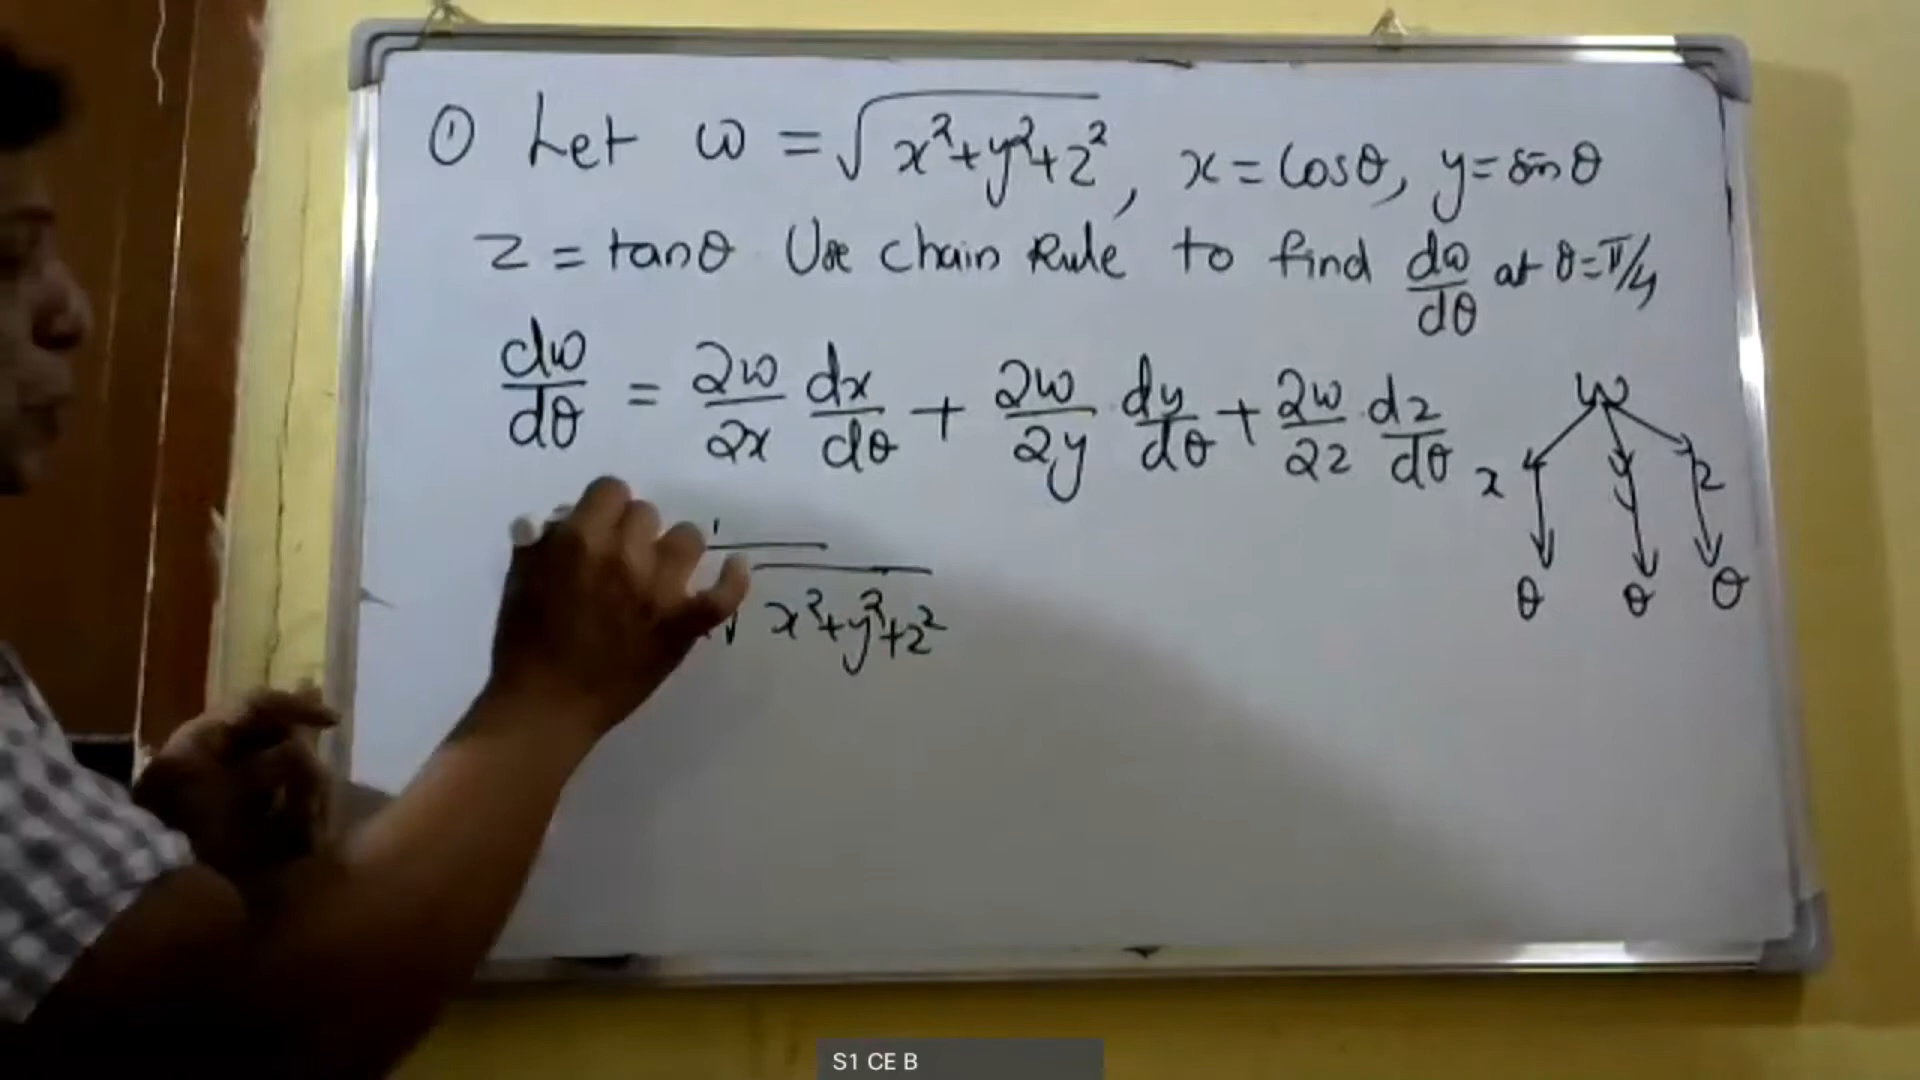 ① Let ω = √x²+y²+z², x = cosθ, y = sinθ
z = tanθ. Use chain Rule to find dω/dθ at θ=π/4
dω/dθ = ∂w/∂x dx/dθ + ∂w/∂y dy/dθ + ∂w/∂z dz/dθ
w
x y z
θ θ θ
1
√x²+y²+z²
S1 CE B